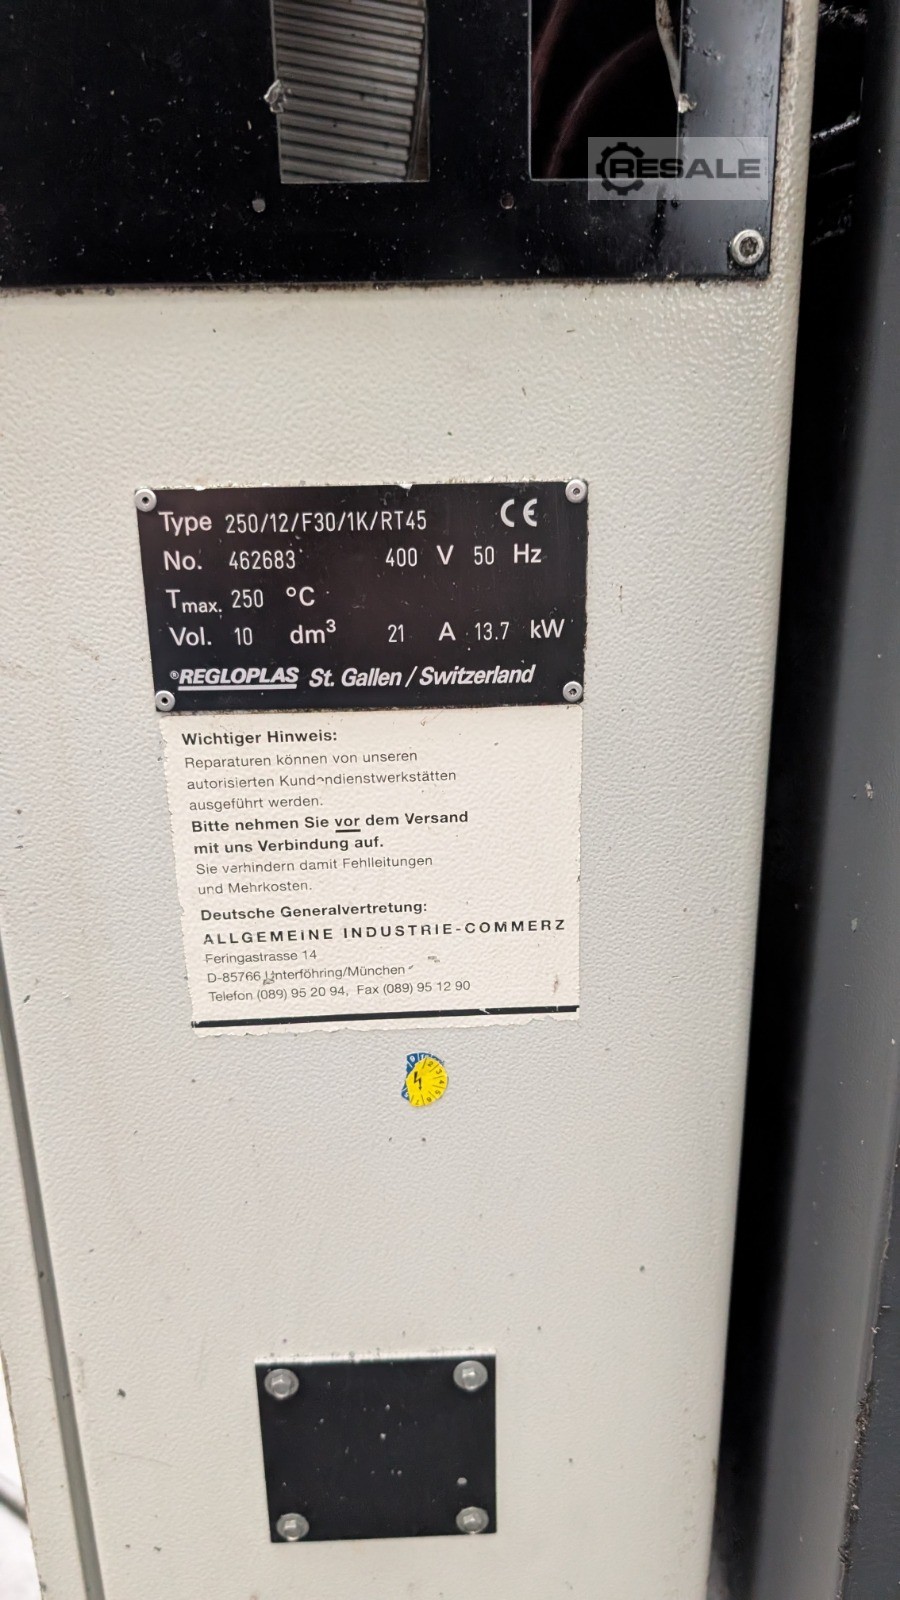 RESALE
Type 250/12/F30/1K/RT45 CE
No. 462683 400 V 50 Hz
Tmax. 250 °C
Vol. 10 dm³ 21 A 13.7 kW
®REGLOPLAS St. Gallen / Switzerland
Wichtiger Hinweis:
Reparaturen können von unseren
autorisierten Kundendienstwerkstätten
ausgeführt werden.
Bitte nehmen Sie vor dem Versand
mit uns Verbindung auf.
Sie verhindern damit Fehlleitungen
und Mehrkosten.
Deutsche Generalvertretung:
ALLGEMEINE INDUSTRIE-COMMERZ
Feringastrasse 14
D-85766 Unterföhring/München
Telefon (089) 95 20 94, Fax (089) 95 12 90